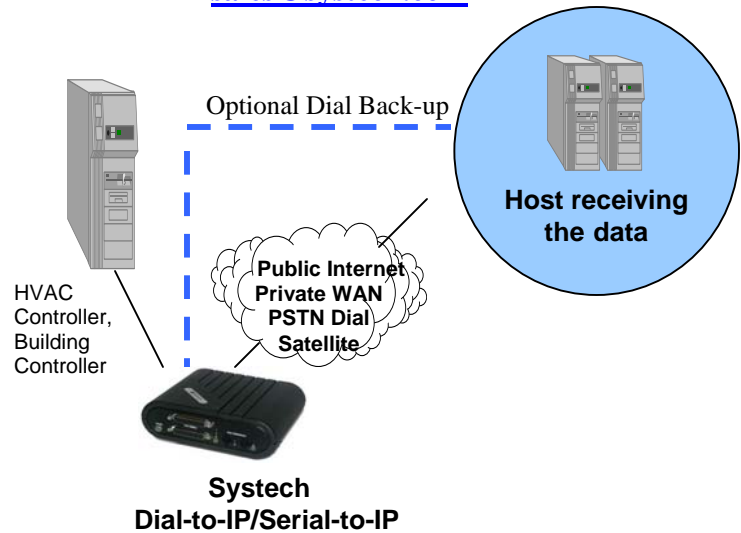 Optional Dial Back-up
Host receiving
the data
Public Internet
Private WAN
PSTN Dial
Satellite
HVAC
Controller,
Building
Controller
Systech
Dial-to-IP/Serial-to-IP